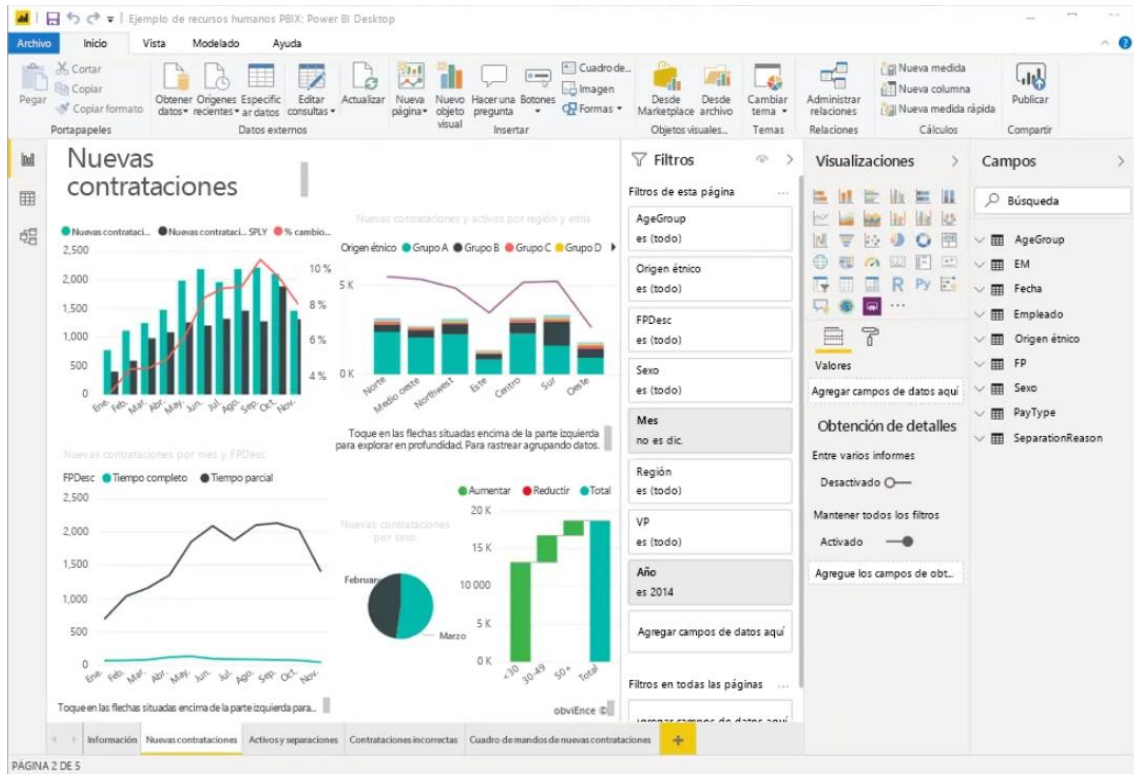 Ejemplo de recursos humanos PBIX: Power BI Desktop
Archivo Inicio Vista Modelado Ayuda
Pegar
Cortar
Copiar
Copiar formato
Portapapeles
Obtener datos
Orígenes recientes
Especific ar datos
Editar consultas
Datos externos
Actualizar
Nueva página
Nuevo objeto visual
Hacer una pregunta
Botones
Cuadro de...
Imagen
Formas
Insertar
Desde Marketplace
Desde archivo
Objetos visuales...
Cambiar tema
Temas
Administrar relaciones
Relaciones
Nueva medida
Nueva columna
Nueva medida rápida
Cálculos
Publicar
Compartir
Nuevas
contrataciones
Nuevas contrataci... Nuevas contrataci... SPLY % cambio...
2,500
2,000
1,500
1,000
500
0
10 %
8 %
6 %
4 %
Ene. Feb. Mar. Abr. May. Jun. Jul. Ago. Sep. Oct. Nov.
Nuevas contrataciones y activos por región y etnia
Origen étnico Grupo A Grupo B Grupo C Grupo D
5 K
0 K
Norte Medio oeste Northwest Este Centro Sur Oeste
Toque en las flechas situadas encima de la parte izquierda
para explorar en profundidad. Para rastrear agrupando datos.
Nuevas contrataciones por mes y FPDesc
FPDesc Tiempo completo Tiempo parcial
2,500
2,000
1,500
1,000
500
0
Ene. Feb. Mar. Abr. May. Jun. Jul. Ago. Sep. Oct. Nov.
Toque en las flechas situadas encima de la parte izquierda para...
Nuevas contrataciones
por sexo
Februare
Marzo
Aumentar Reductir Total
20 K
15 K
10 000
5 K
0 K
<30 30-49 50+ Total
obviEnce ©
Filtros
Filtros de esta página ...
AgeGroup
es (todo)
Origen étnico
es (todo)
FPDesc
es (todo)
Sexo
es (todo)
Mes
no es dic.
Región
es (todo)
VP
es (todo)
Año
es 2014
Agregar campos de datos aquí
Filtros en todas las páginas ...
Agregar campos de datos aquí
Visualizaciones
R Py
...
Valores
Agregar campos de datos aquí
Obtención de detalles
Entre varios informes
Desactivado
Mantener todos los filtros
Activado
Agregue los campos de obt...
Campos
Búsqueda
AgeGroup
EM
Fecha
Empleado
Origen étnico
FP
Sexo
PayType
SeparationReason
Información Nuevas contrataciones Activos y separaciones Contrataciones incorrectas Cuadro de mandos de nuevas contrataciones +
PÁGINA 2 DE 5